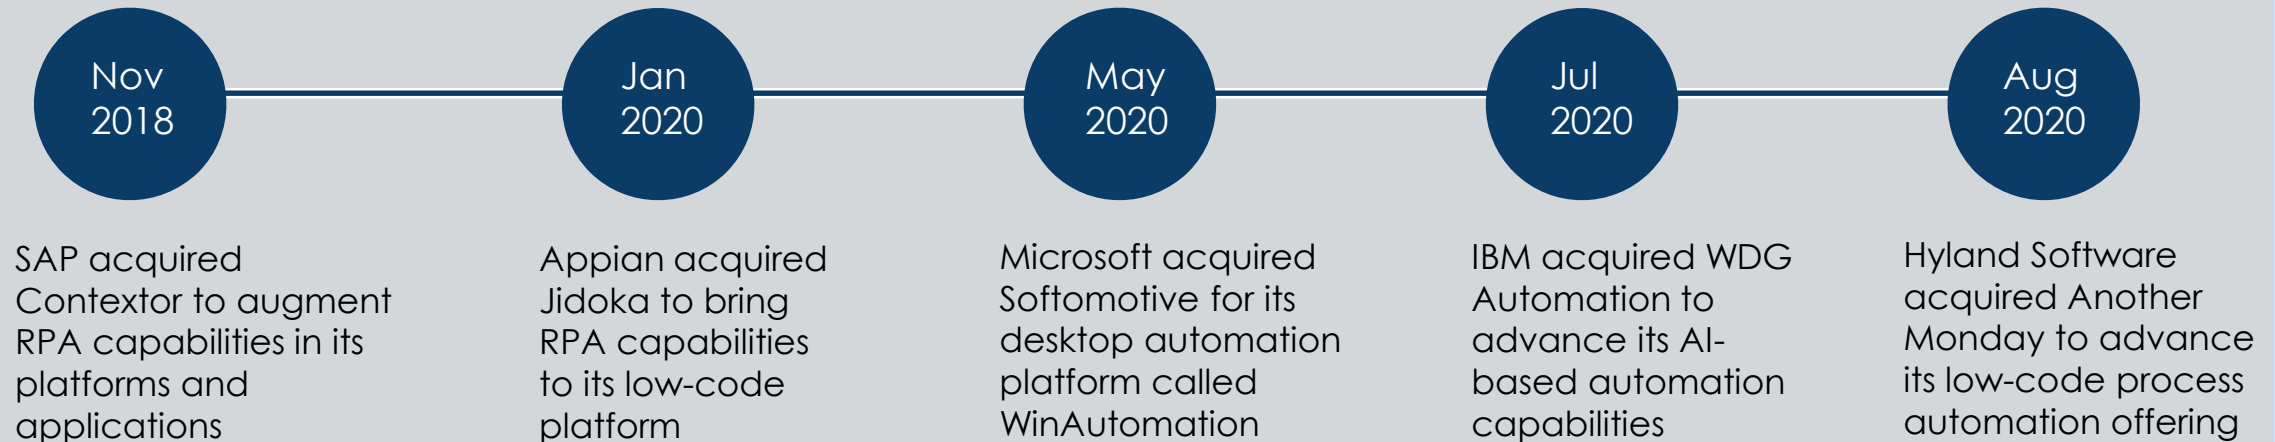 Nov
2018
Jan
2020
May
2020
Jul
2020
Aug
2020
SAP acquired
Contextor to augment
RPA capabilities in its
platforms and
applications
Appian acquired
Jidoka to bring
RPA capabilities
to its low-code
platform
Microsoft acquired
Softomotive for its
desktop automation
platform called
WinAutomation
IBM acquired WDG
Automation to
advance its AI-
based automation
capabilities
Hyland Software
acquired Another
Monday to advance
its low-code process
automation offering